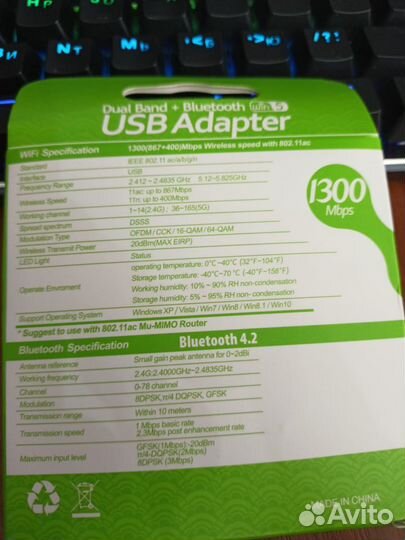 N т M ь Б Ю I?/
Dual Band + Bluetooth WiFi 5
USB Adapter
WiFi Specification 1300(867+400)Mbps Wireless speed with 802.11ac
Standard IEEE 802.11 ac/a/b/g/n
Interface USB
Frequency Range 2.412~2.4835 GHz 5.12~5.825GHz
Wireless Speed 11ac: up to 867Mbps
11n: up to 400Mbps
Working channel 1~14(2.4G) ; 36~165(5G)
Spread spectrum DSSS
Modulation Type OFDM / CCK / 16-QAM / 64-QAM
Wireless Transmit Power 20dBm(MAX EIRP)
LED Light Status
Operate Enviroment operating temperature: 0℃~40℃ (32°F~104°F)
Storage temperature: -40℃~70 ℃ (-40°F~156°F)
Working humidity: 10% ~ 90% RH non-condensation
Storage humidity: 5% ~ 95% RH non-condensation
Support Operating System Windows XP / Vista / Win7 / Win8 / Win8.1 / Win10
* Suggest to use with 802.11ac Mu-MIMO Router
1300 Mbps
Bluetooth Specification Bluetooth 4.2
Antenna reference Small gain peak antenna for 0~2dBi
Working frequency 2.4G:2.4000GHz~2.4835GHz
Channel 0-78 channel
Modulation 8DPSK,π/4 DQPSK, GFSK
Transmission range Within 10 meters
Transmission speed 1 Mbps basic rate
2.3Mbps post enhancement rate
Maximum input level GFSK(1Mbps):-20dBm
π/4-DQPSK(2Mbps)
8DPSK (3Mbps)
MADE IN CHINA
Avito